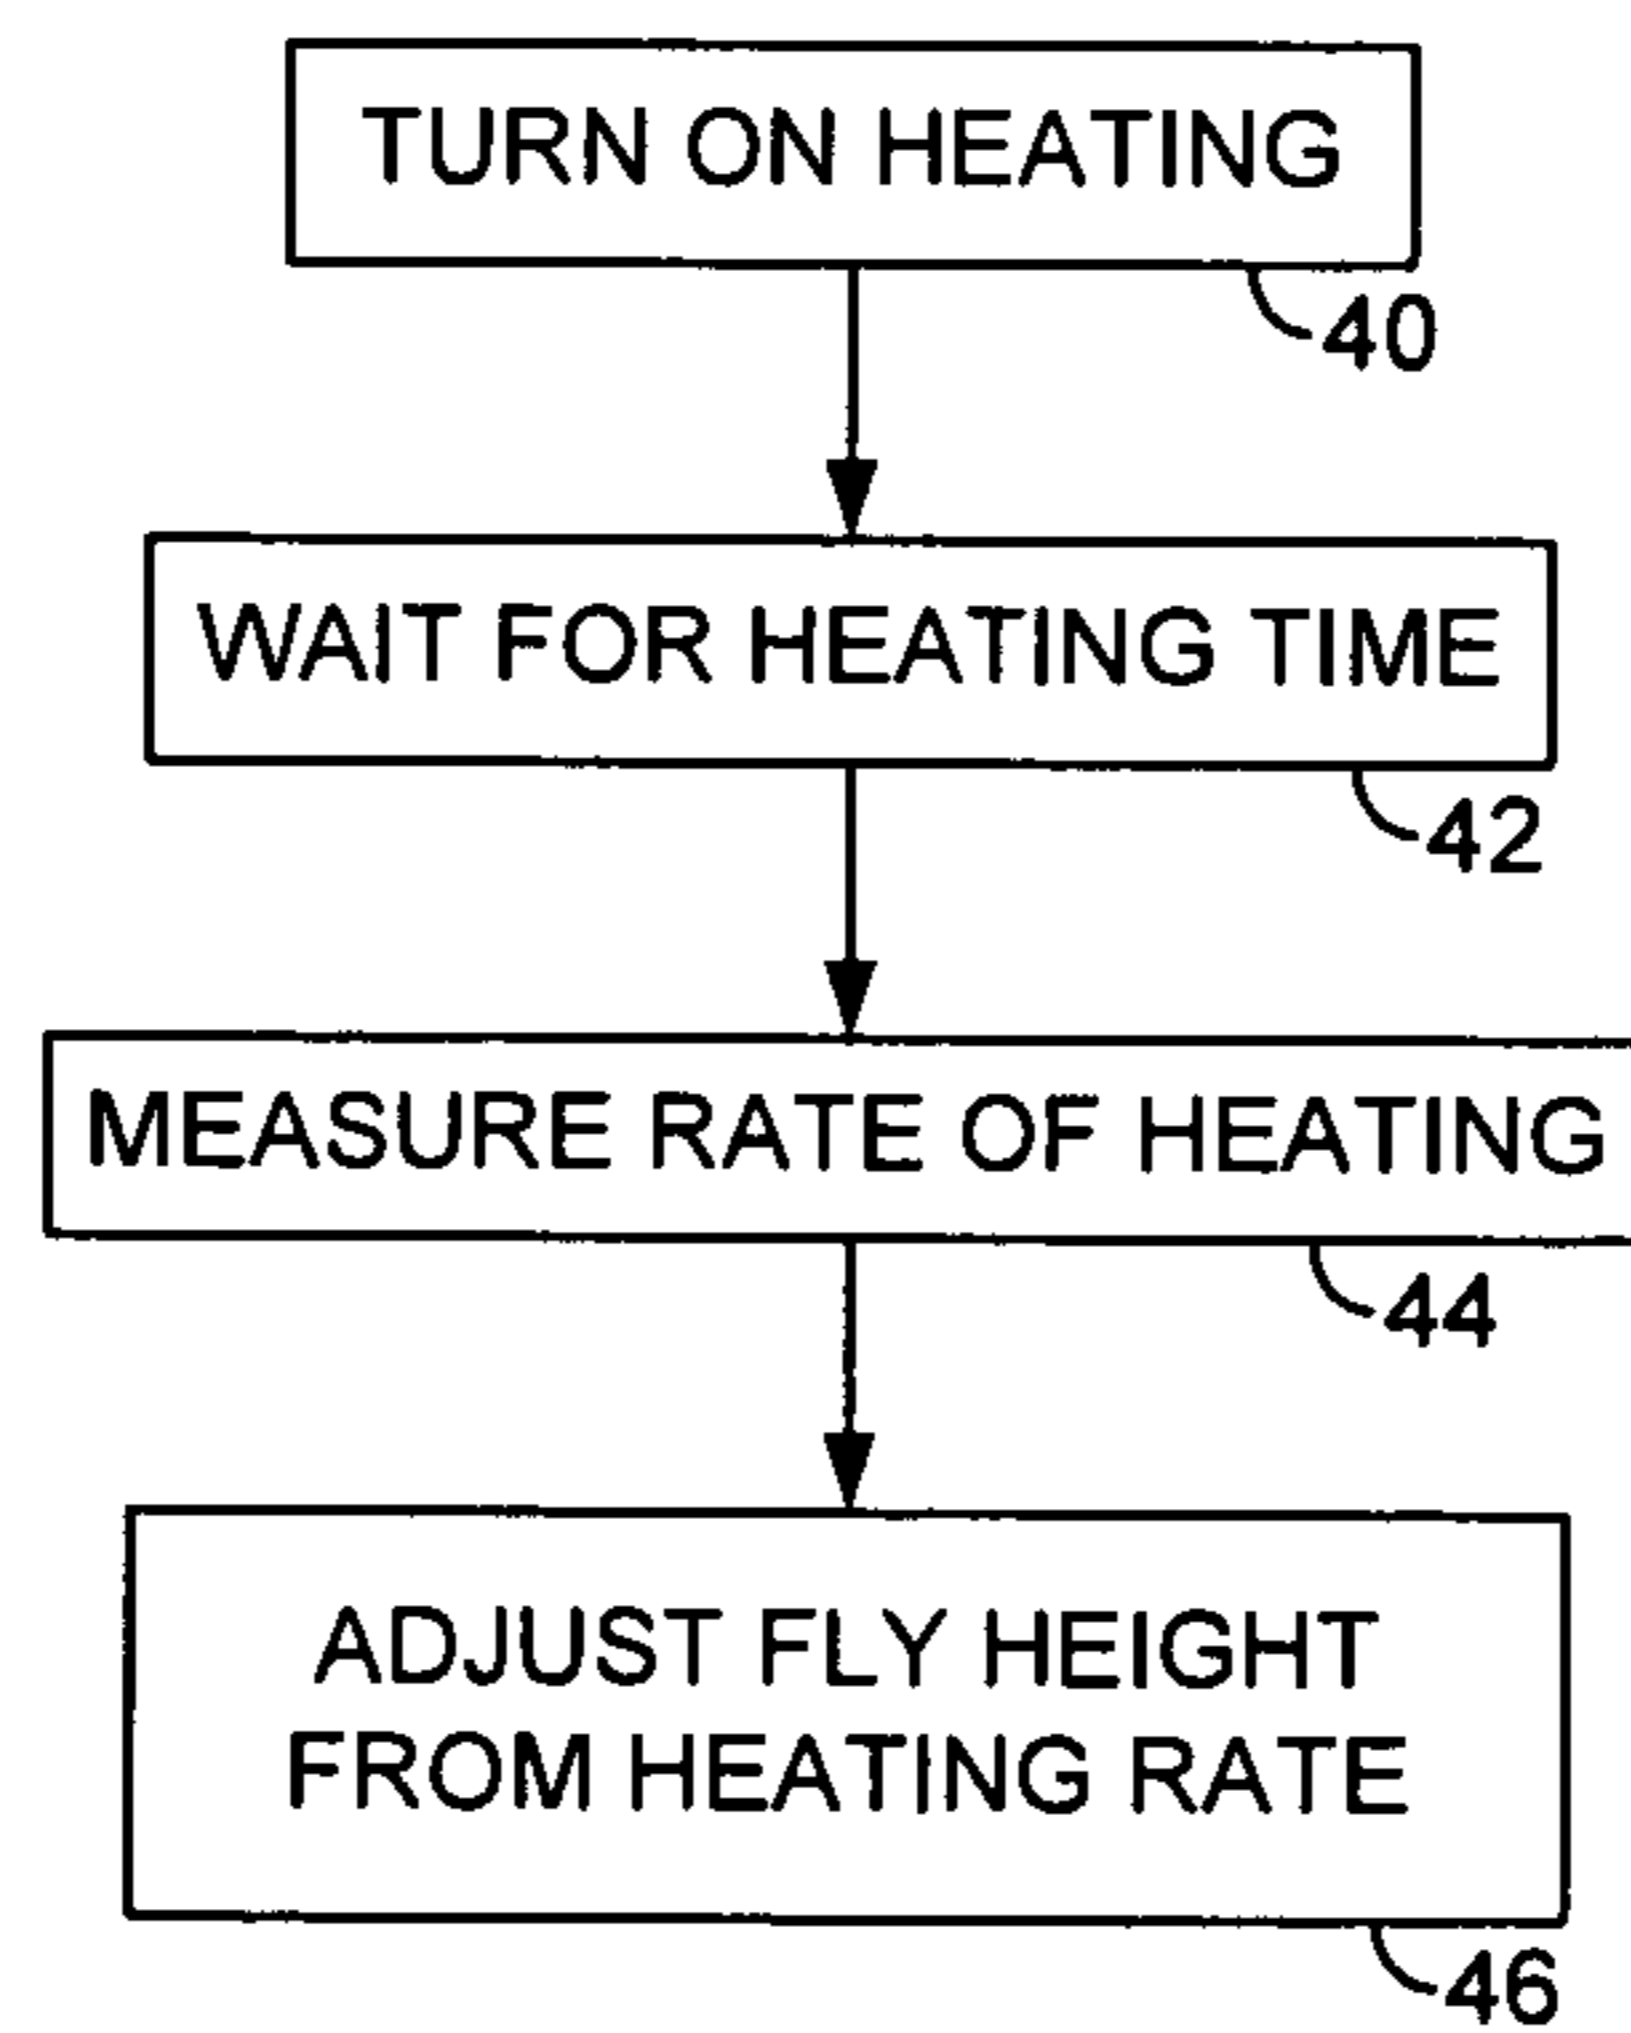 TURN ON HEATING
40
WAIT FOR HEATING TIME
42
MEASURE RATE OF HEATING
44
ADJUST FLY HEIGHT
FROM HEATING RATE
46